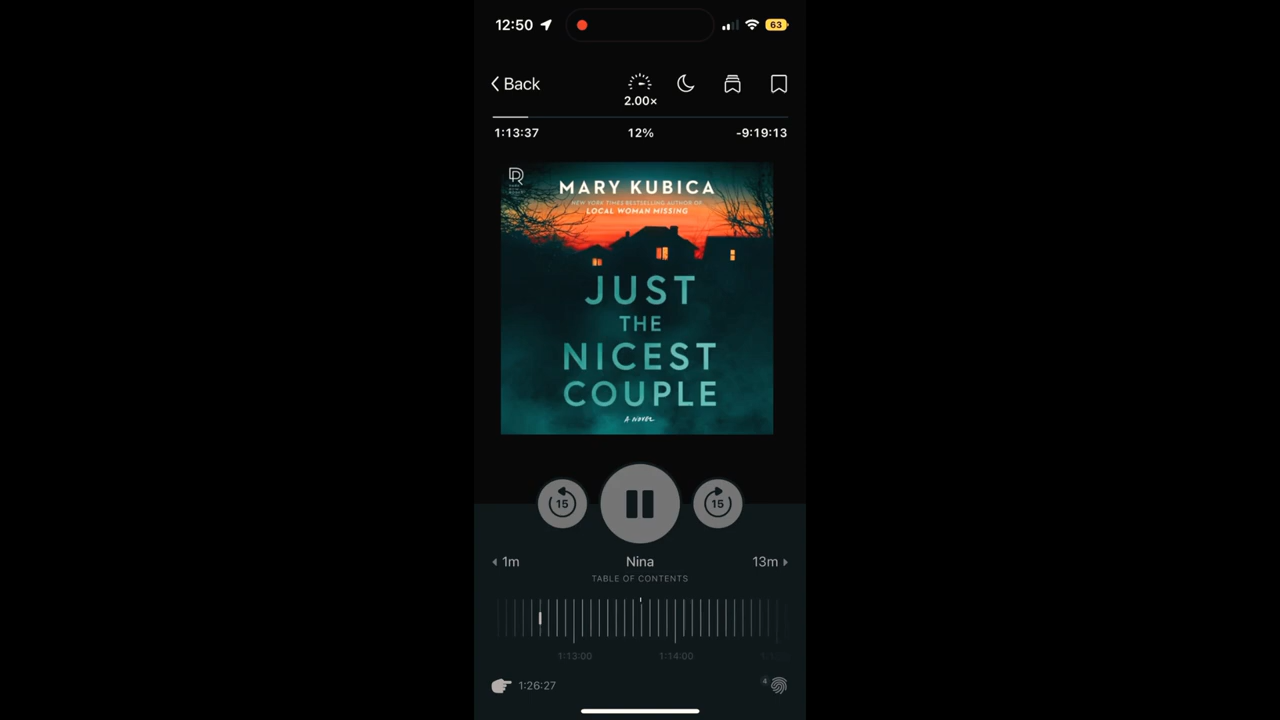 12:50
63
Back
2.00×
1:13:37 12% -9:19:13
MARY KUBICA
NEW YORK TIMES BESTSELLING AUTHOR OF
LOCAL WOMAN MISSING
JUST
THE
NICEST
COUPLE
A NOVEL
15 15
1m Nina 13m
TABLE OF CONTENTS
1:13:00 1:14:00
1:26:27 4